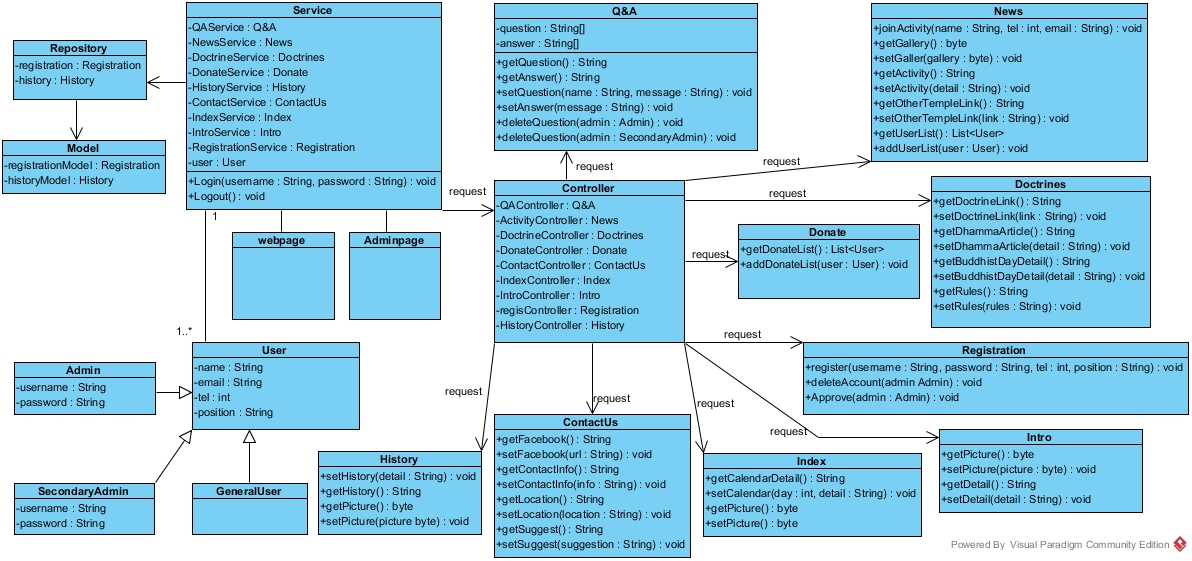 Service
-QAService : Q&A
-NewsService : News
-DoctrineService : Doctrines
-DonateService : Donate
-HistoryService : History
-ContactService : ContactUs
-IndexService : Index
-IntroService : Intro
-RegistrationService : Registration
-user : User
+Login(username : String, password : String) : void
+Logout() : void
Repository
-registration : Registration
-history : History
Model
-registrationModel : Registration
-historyModel : History
Q&A
-question : String[]
-answer : String[]
+getQuestion() : String
+getAnswer() : String
+setQuestion(name : String, message : String) : void
+setAnswer(message : String) : void
+deleteQuestion(admin : Admin) : void
+deleteQuestion(admin : SecondaryAdmin) : void
News
+joinActivity(name : String, tel : int, email : String) : void
+getGallery() : byte
+setGaller(gallery : byte) : void
+getActivity() : String
+setActivity(detail : String) : void
+getOtherTempleLink() : String
+setOtherTempleLink(link : String) : void
+getUserList() : List<User>
+addUserList(user : User) : void
request
request
request
request
request
Controller
-QAController : Q&A
-ActivityController : News
-DoctrineController : Doctrines
-DonateController : Donate
-ContactController : ContactUs
-IndexController : Index
-IntroController : Intro
-regisController : Registration
-HistoryController : History
Doctrines
+getDoctrineLink() : String
+setDoctrineLink(link : String) : void
+getDhammaArticle() : String
+setDhammaArticle(detail : String) : void
+getBuddhistDayDetail() : String
+setBuddhistDayDetail(detail : String) : void
+getRules() : String
+setRules(rules : String) : void
Donate
+getDonateList() : List<User>
+addDonateList(user : User) : void
1
webpage
Adminpage
1..*
User
-name : String
-email : String
-tel : int
-position : String
Admin
-username : String
-password : String
SecondaryAdmin
-username : String
-password : String
GeneralUser
request
request
request
request
request
Registration
+register(username : String, password : String, tel : int, position : String) : void
+deleteAccount(admin Admin) : void
+Approve(admin : Admin) : void
History
+setHistory(detail : String) : void
+getHistory() : String
+getPicture() : byte
+setPicture(picture byte) : void
ContactUs
+getFacebook() : String
+setFacebook(url : String) : void
+getContactInfo() : String
+setContactInfo(info : String) : void
+getLocation() : String
+setLocation(location : String) : void
+getSuggest() : String
+setSuggest(suggestion : String) : void
Index
+getCalendarDetail() : String
+setCalendar(day : int, detail : String) : void
+getPicture() : byte
+setPicture() : byte
Intro
+getPicture() : byte
+setPicture(picture : byte) : void
+getDetail() : String
+setDetail(detail : String) : void
Powered By Visual Paradigm Community Edition